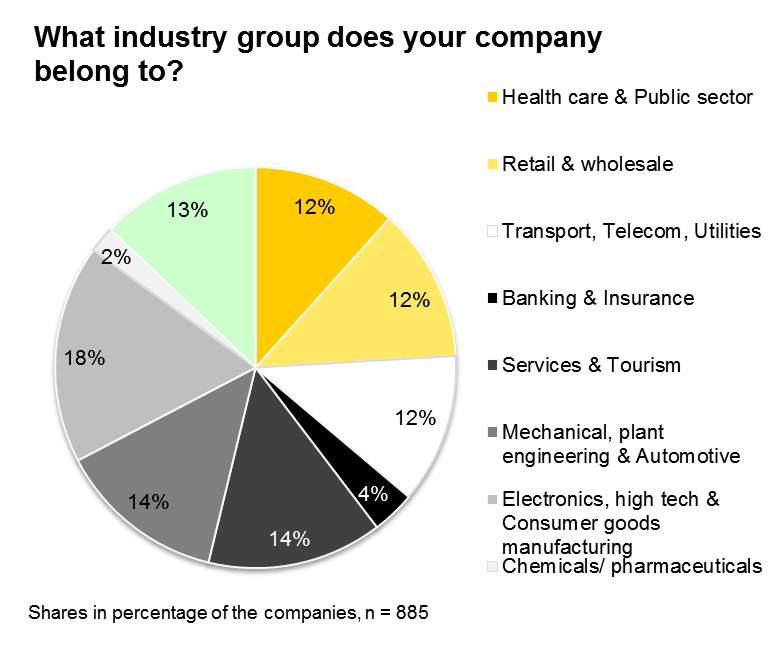 What industry group does your company
belong to?
Health care & Public sector
Retail & wholesale
Transport, Telecom, Utilities
Banking & Insurance
Services & Tourism
Mechanical, plant
engineering & Automotive
Electronics, high tech &
Consumer goods
manufacturing
Chemicals/ pharmaceuticals
12%
12%
12%
4%
14%
14%
18%
2%
13%
Shares in percentage of the companies, n = 885